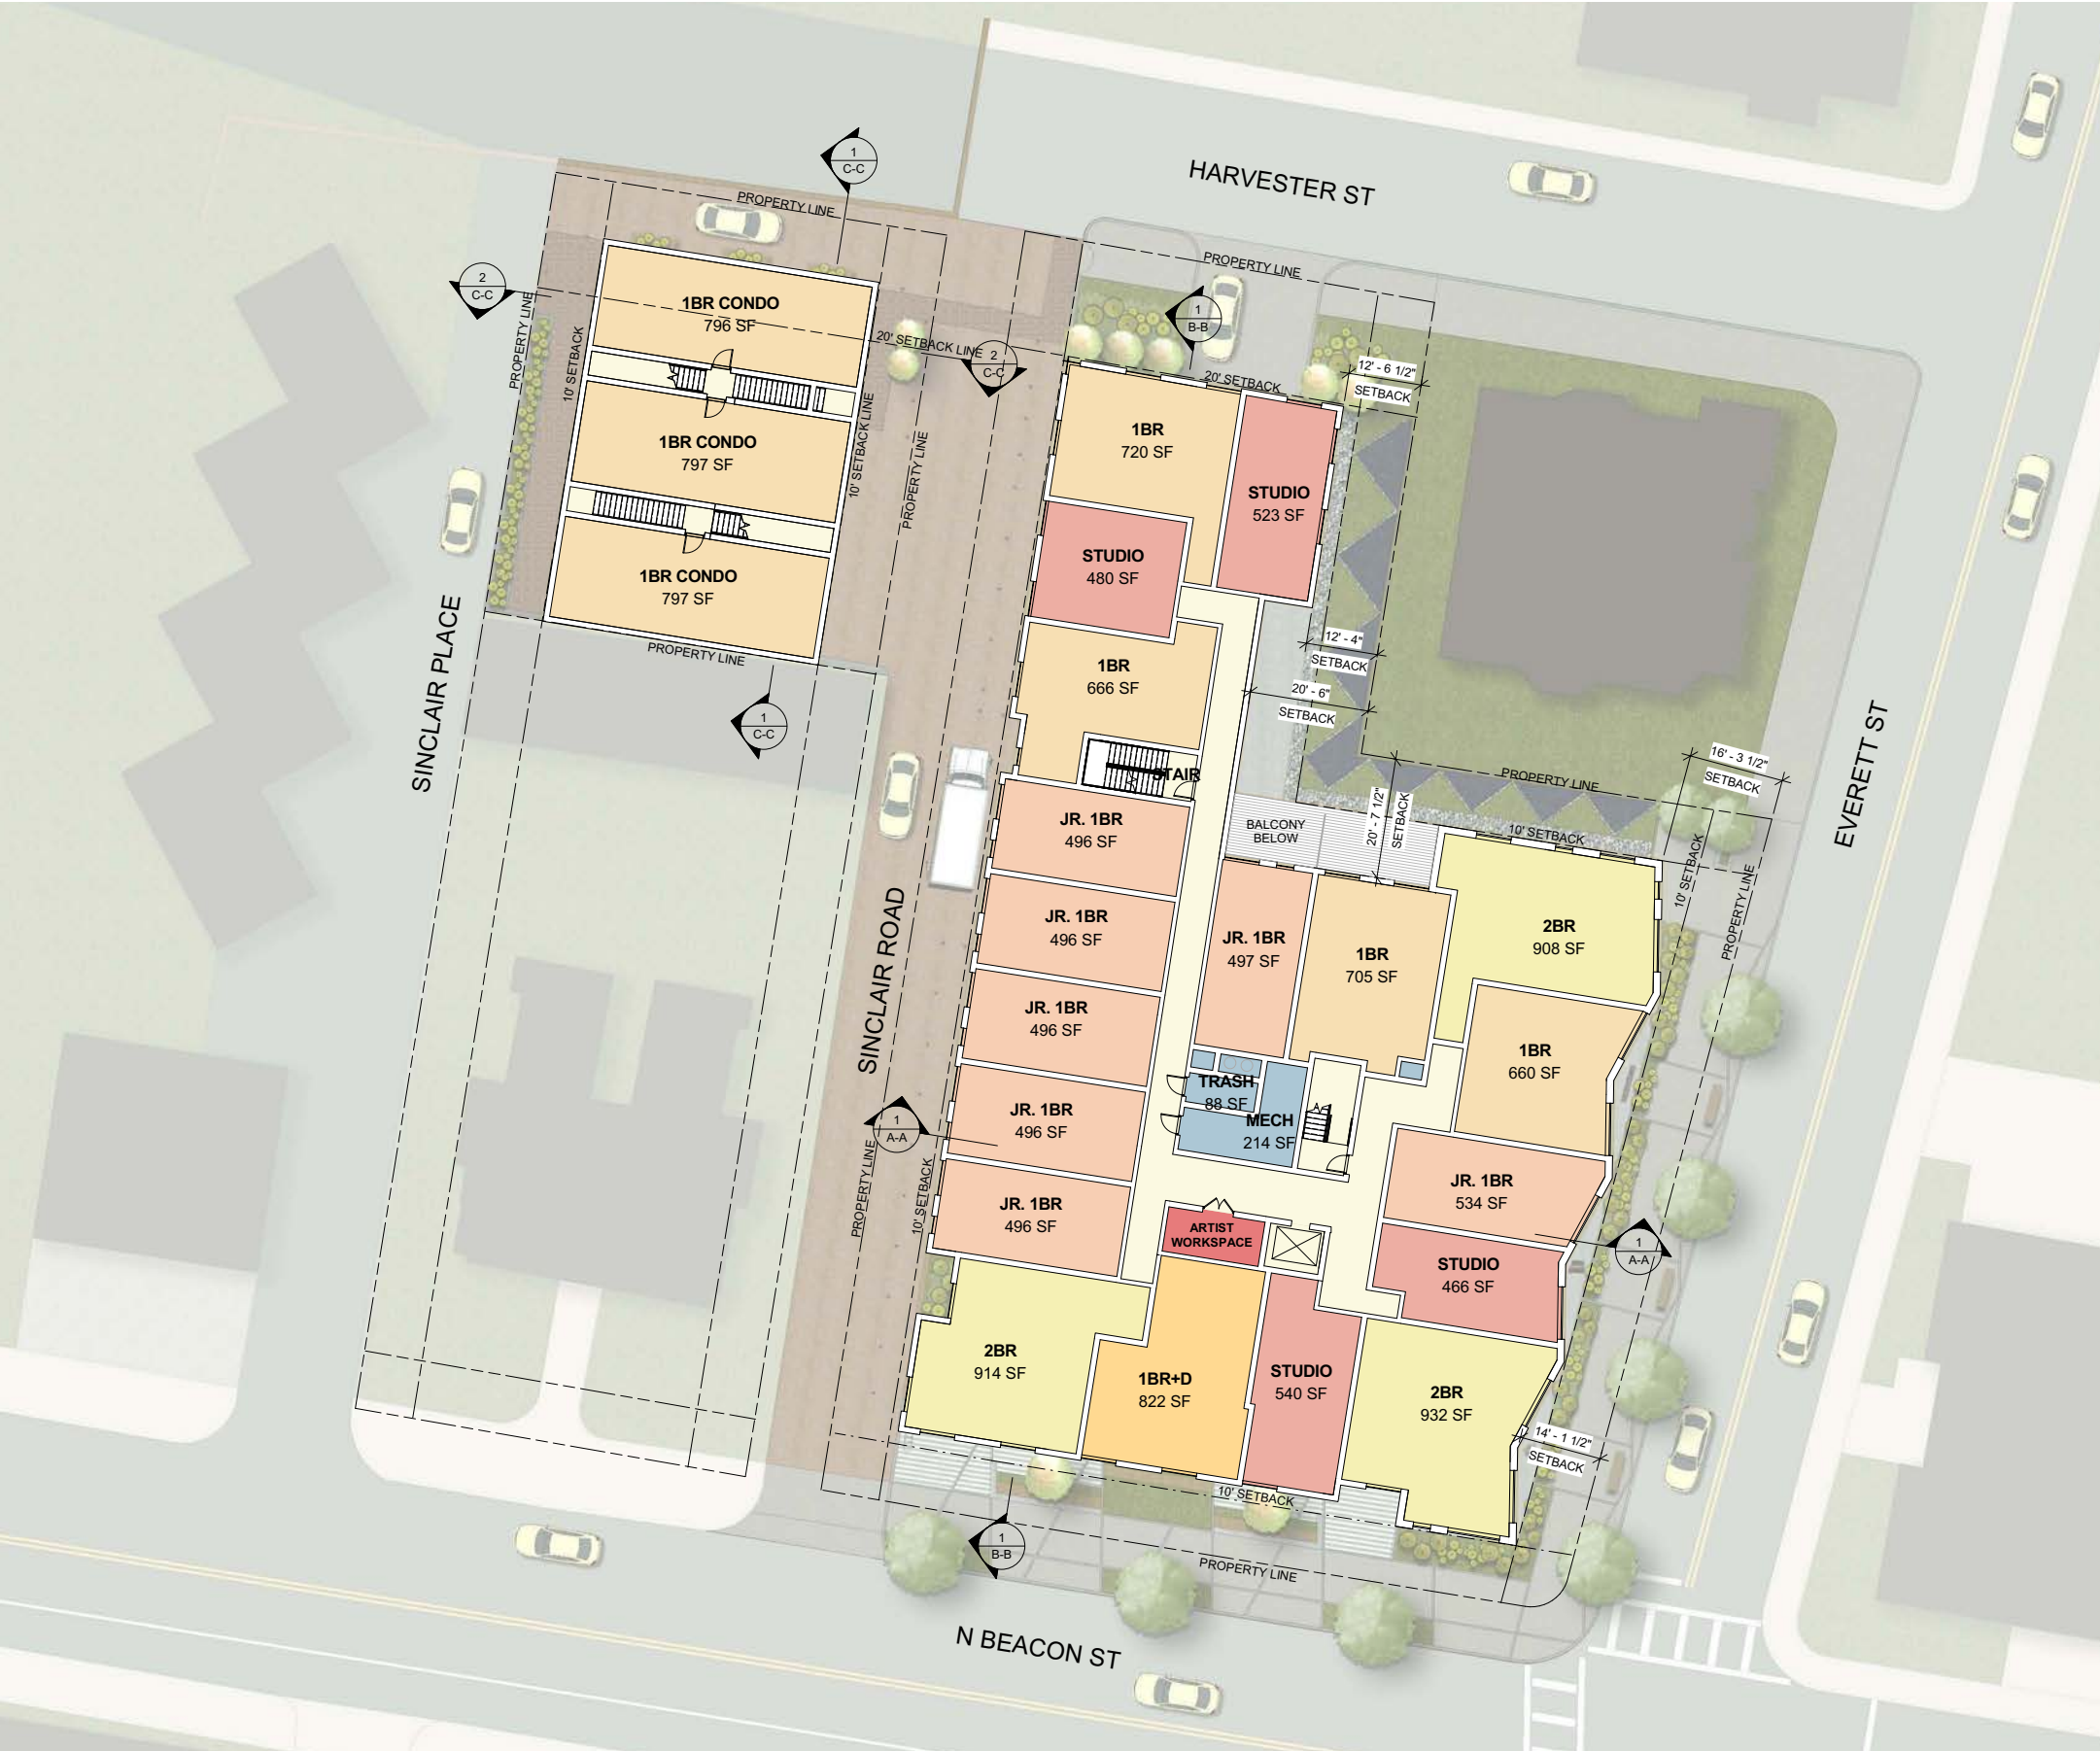 1
C-C
HARVESTER ST
PROPERTY LINE
PROPERTY LINE
2
C-C
1BR CONDO
796 SF
PROPERTY LINE
10' SETBACK
20' SETBACK LINE
2
C-C
1
B-B
20' SETBACK
12' - 6 1/2"
SETBACK
1BR CONDO
797 SF
10' SETBACK LINE
PROPERTY LINE
1BR
720 SF
STUDIO
523 SF
STUDIO
480 SF
1BR CONDO
797 SF
PROPERTY LINE
SINCLAIR PLACE
1
C-C
1BR
666 SF
12' - 4"
SETBACK
20' - 6"
SETBACK
STAIR
PROPERTY LINE
16' - 3 1/2"
SETBACK
EVERETT ST
JR. 1BR
496 SF
BALCONY
BELOW
20' - 7 1/2"
SETBACK
10' SETBACK
10' SETBACK
PROPERTY LINE
JR. 1BR
496 SF
JR. 1BR
497 SF
1BR
705 SF
2BR
908 SF
SINCLAIR ROAD
JR. 1BR
496 SF
1BR
660 SF
TRASH
88 SF
MECH
214 SF
1
A-A
JR. 1BR
496 SF
PROPERTY LINE
10' SETBACK
JR. 1BR
496 SF
JR. 1BR
534 SF
ARTIST
WORKSPACE
STUDIO
466 SF
1
A-A
2BR
914 SF
1BR+D
822 SF
STUDIO
540 SF
2BR
932 SF
14' - 1 1/2"
SETBACK
10' SETBACK
1
B-B
PROPERTY LINE
N BEACON ST